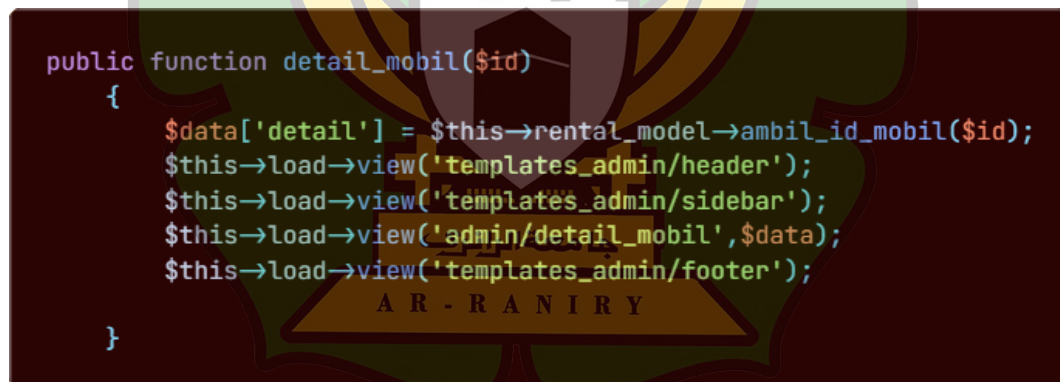 public function detail_mobil($id)
{
$data['detail'] = $this->rental_model->ambil_id_mobil($id);
$this->load->view('templates_admin/header');
$this->load->view('templates_admin/sidebar');
$this->load->view('admin/detail_mobil',$data);
$this->load->view('templates_admin/footer');
AR-RANIRY
}